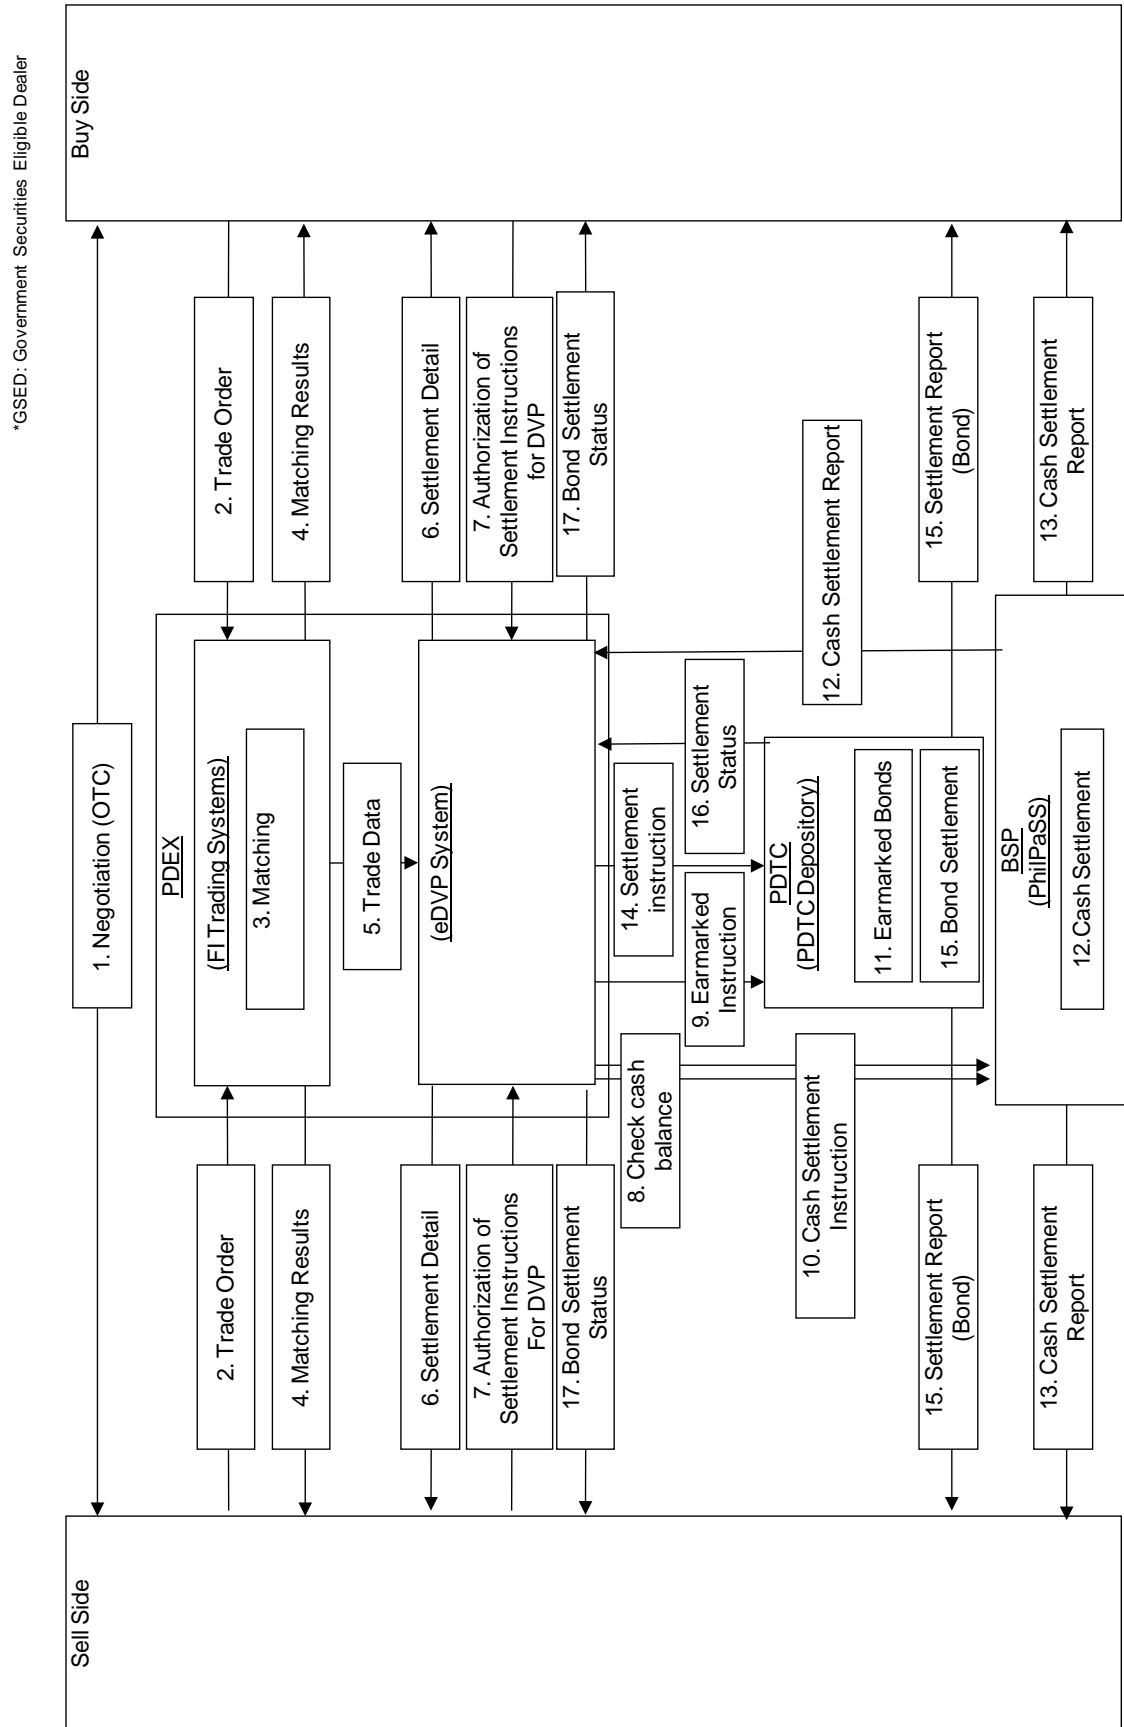 *GSED: Government Securities Eligible Dealer
Sell Side
Buy Side
1. Negotiation (OTC)
PDEX
(FI Trading Systems)
2. Trade Order
2. Trade Order
3. Matching
4. Matching Results
4. Matching Results
5. Trade Data
(eDVP System)
6. Settlement Detail
6. Settlement Detail
7. Authorization of
Settlement Instructions
For DVP
7. Authorization of
Settlement Instructions
for DVP
17. Bond Settlement
Status
17. Bond Settlement
Status
8. Check cash
balance
14. Settlement
instruction
9. Earmarked
Instruction
16. Settlement
Status
10. Cash Settlement
Instruction
PDTC
(PDTC Depository)
12. Cash Settlement Report
11. Earmarked Bonds
15. Settlement Report
(Bond)
15. Bond Settlement
15. Settlement Report
(Bond)
BSP
(PhilPaSS)
13. Cash Settlement
Report
12.Cash Settlement
13. Cash Settlement
Report